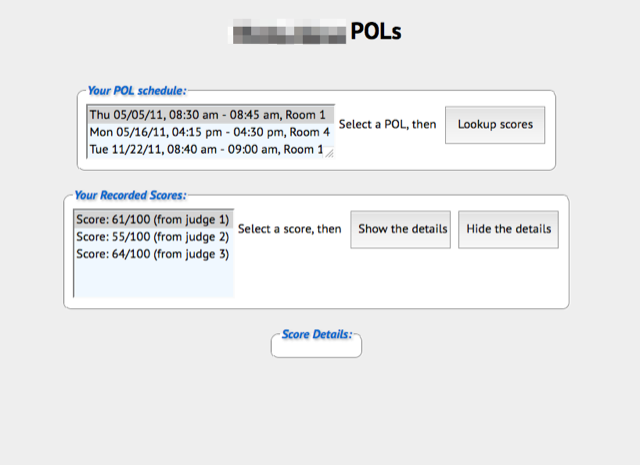 POLs
Your POL schedule:
Thu 05/05/11, 08:30 am - 08:45 am, Room 1
Mon 05/16/11, 04:15 pm - 04:30 pm, Room 4
Tue 11/22/11, 08:40 am - 09:00 am, Room 1
Select a POL, then
Lookup scores
Your Recorded Scores:
Score: 61/100 (from judge 1)
Score: 55/100 (from judge 2)
Score: 64/100 (from judge 3)
Select a score, then
Show the details
Hide the details
Score Details: